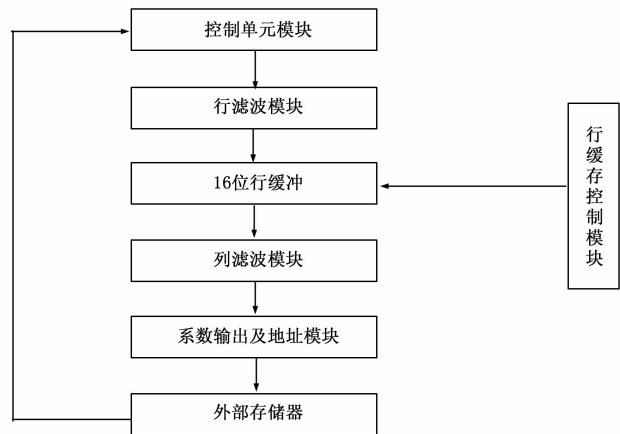 控制单元模块
行滤波模块
16位行缓冲
列滤波模块
系数输出及地址模块
外部存储器
行缓存控制模块